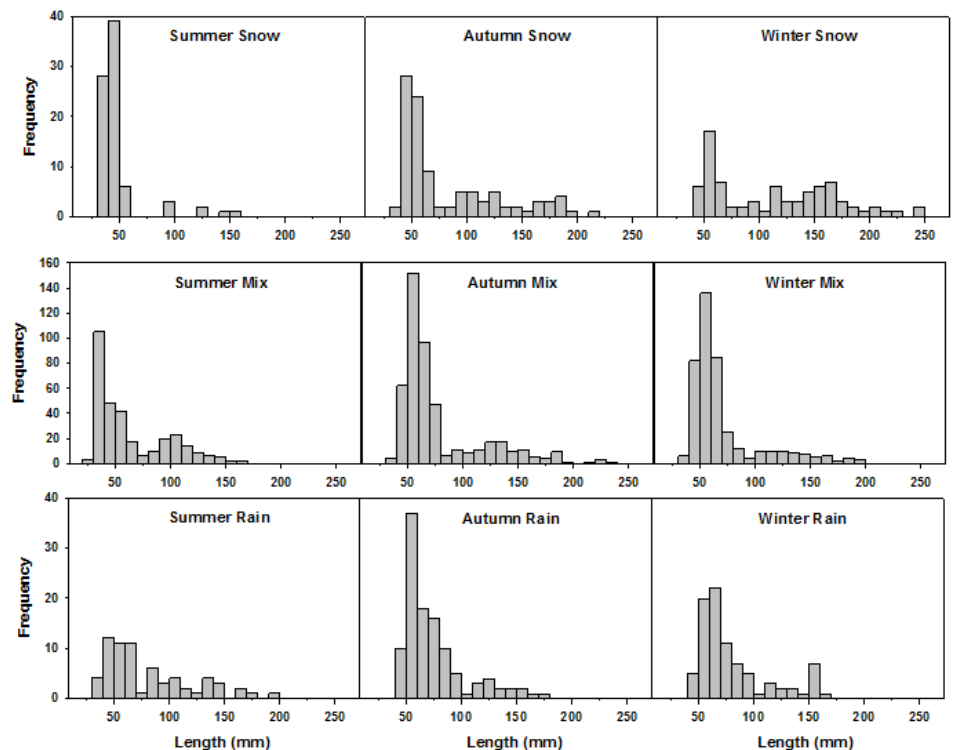 40
30
20
10
0
Frequency
Summer Snow
Autumn Snow
Winter Snow
50 100 150 200 250 50 100 150 200 250 50 100 150 200 250
160
140
120
100
80
60
40
20
0
Frequency
Summer Mix
Autumn Mix
Winter Mix
50 100 150 200 250 50 100 150 200 250 50 100 150 200 250
40
30
20
10
0
Frequency
Summer Rain
Autumn Rain
Winter Rain
50 100 150 200 250 50 100 150 200 250 50 100 150 200 250
Length (mm) Length (mm) Length (mm)